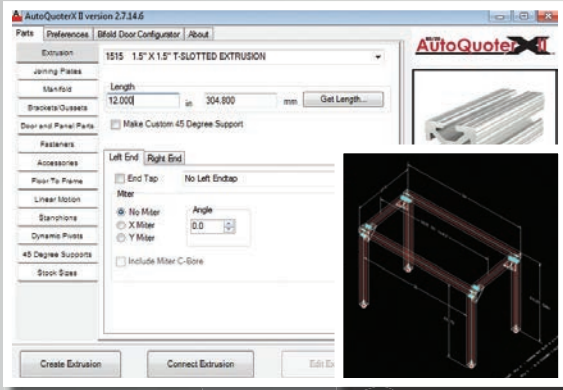 AutoQuoterX II version 2.7.14.6
Parts Preferences Bifold Door Configurator About
Extrusion
Joining Plates
Manifold
Brackets/Gussets
Door and Panel Parts
Fasteners
Accessories
Floor To Frame
Linear Motion
Stanchions
Dynamic Pivots
45 Degree Supports
Stock Sizes
1515 1.5" X 1.5" T-SLOTTED EXTRUSION
Length
12.000 in 304.800 mm Get Length...
Make Custom 45 Degree Support
Left End Right End
End Tap No Left Endtap
Miter
No Miter
X Miter
Y Miter
Angle
0.0
Include Miter C-Bore
Create Extrusion Connect Extrusion Edit
AutoQuoter X II